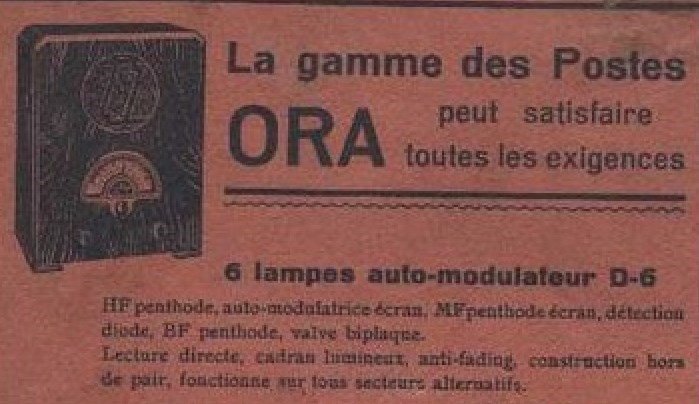 La gamme des Postes
ORA peut satisfaire
toutes les exigences
6 lampes auto-modulateur D-6
HF penthode, auto-modulatrice écran, MF penthode écran, détection
diode, BF penthode, valve biplaque.
Lecture directe, cadran lumineux, anti-fading, construction hors
de pair, fonctionne sur tous secteurs alternatifs.